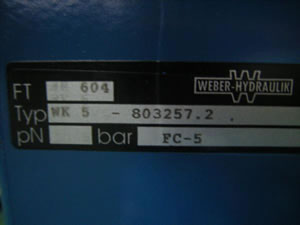 WEBER-HYDRAULIK
FT 604
Typ WK 5 - 803257.2
pN bar FC-5